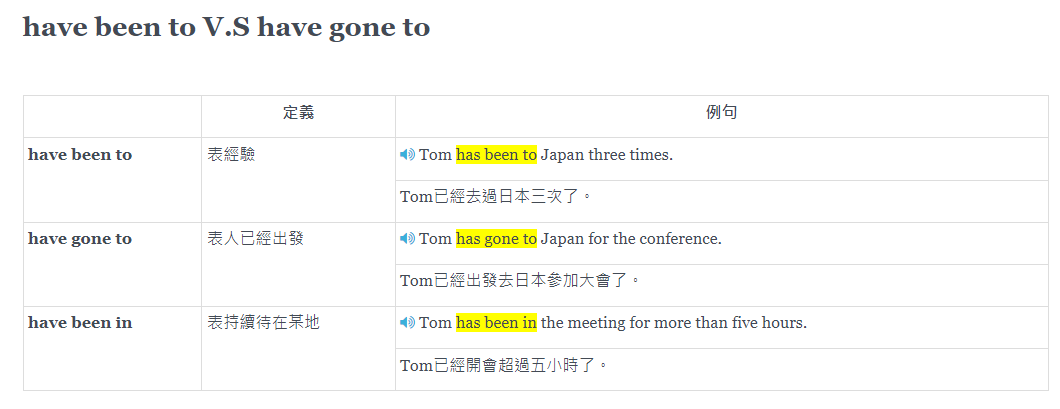 have been to V.S have gone to
定義 例句
have been to 表經驗 Tom has been to Japan three times.
Tom已經去過日本三次了。
have gone to 表人已經出發 Tom has gone to Japan for the conference.
Tom已經出發去日本參加大會了。
have been in 表持續待在某地 Tom has been in the meeting for more than five hours.
Tom已經開會超過五小時了。